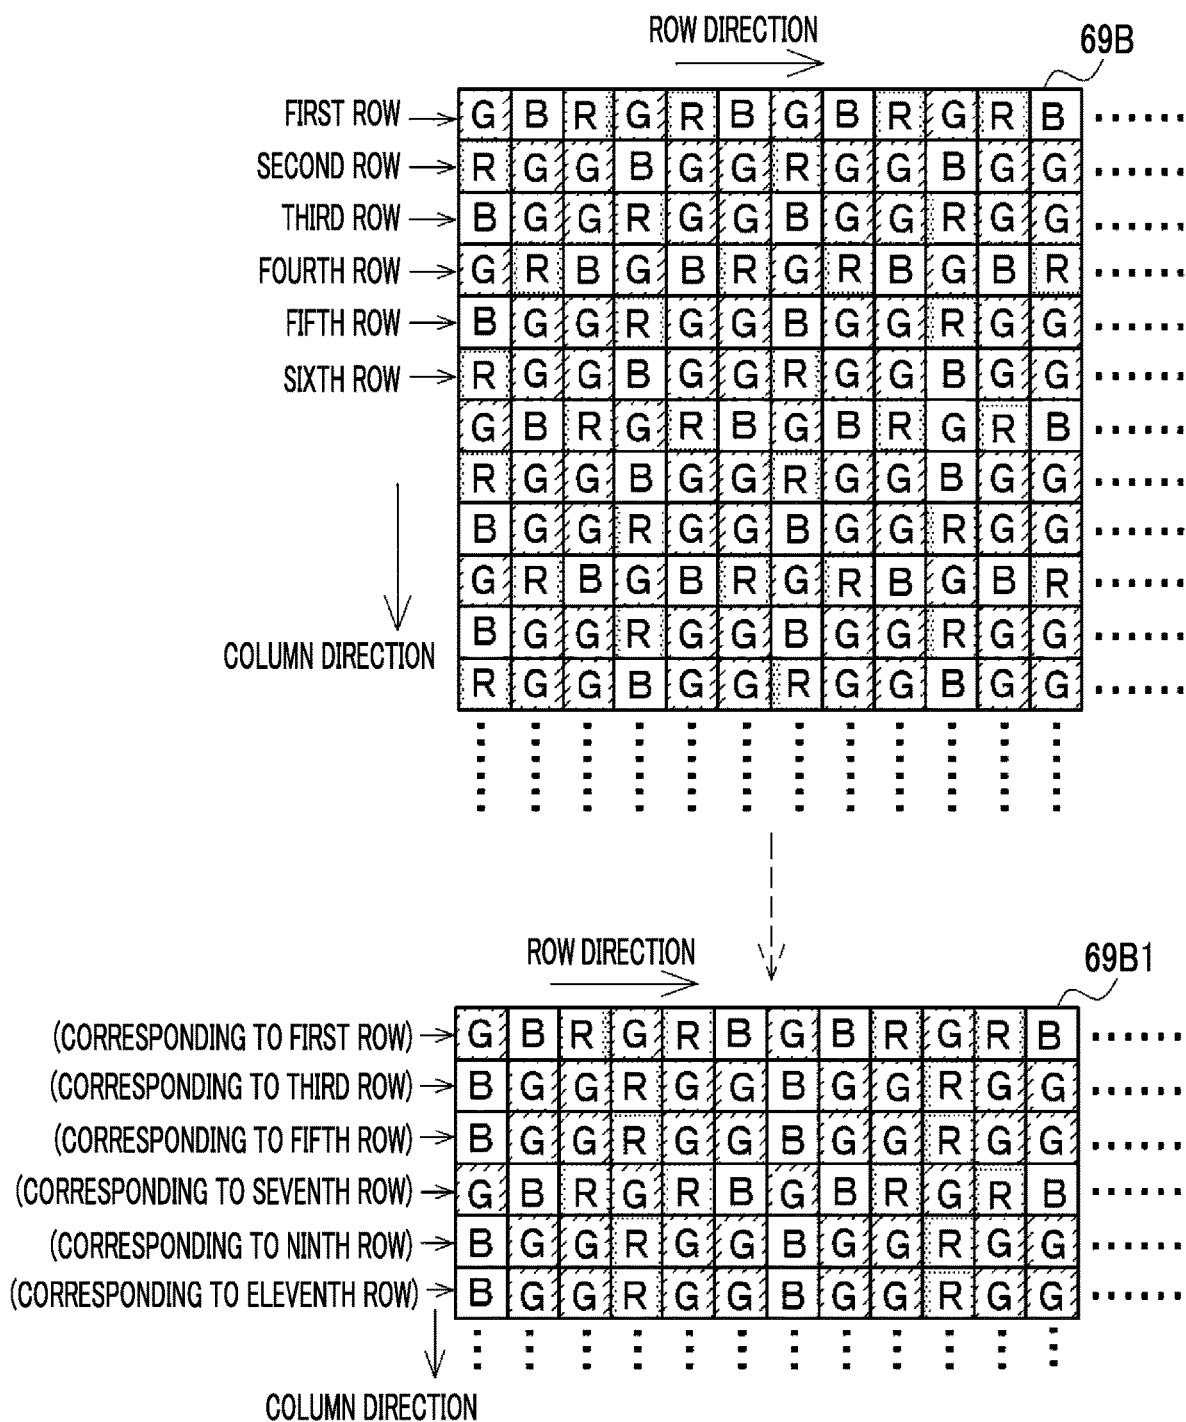 ROW DIRECTION
69B
FIRST ROW G B R G R B G B R G R B
SECOND ROW R G G B G G R G G B G G
THIRD ROW B G G R G G B G G R G G
FOURTH ROW G R B G B R G R B G B R
FIFTH ROW B G G R G G B G G R G G
SIXTH ROW R G G B G G R G G B G G
G B R G R B G B R G R B
R G G B G G R G G B G G
B G G R G G B G G R G G
G R B G B R G R B G B R
B G G R G G B G G R G G
R G G B G G R G G B G G
COLUMN DIRECTION
ROW DIRECTION
69B1
(CORRESPONDING TO FIRST ROW) G B R G R B G B R G R B
(CORRESPONDING TO THIRD ROW) B G G R G G B G G R G G
(CORRESPONDING TO FIFTH ROW) B G G R G G B G G R G G
(CORRESPONDING TO SEVENTH ROW) G B R G R B G B R G R B
(CORRESPONDING TO NINTH ROW) B G G R G G B G G R G G
(CORRESPONDING TO ELEVENTH ROW) B G G R G G B G G R G G
COLUMN DIRECTION